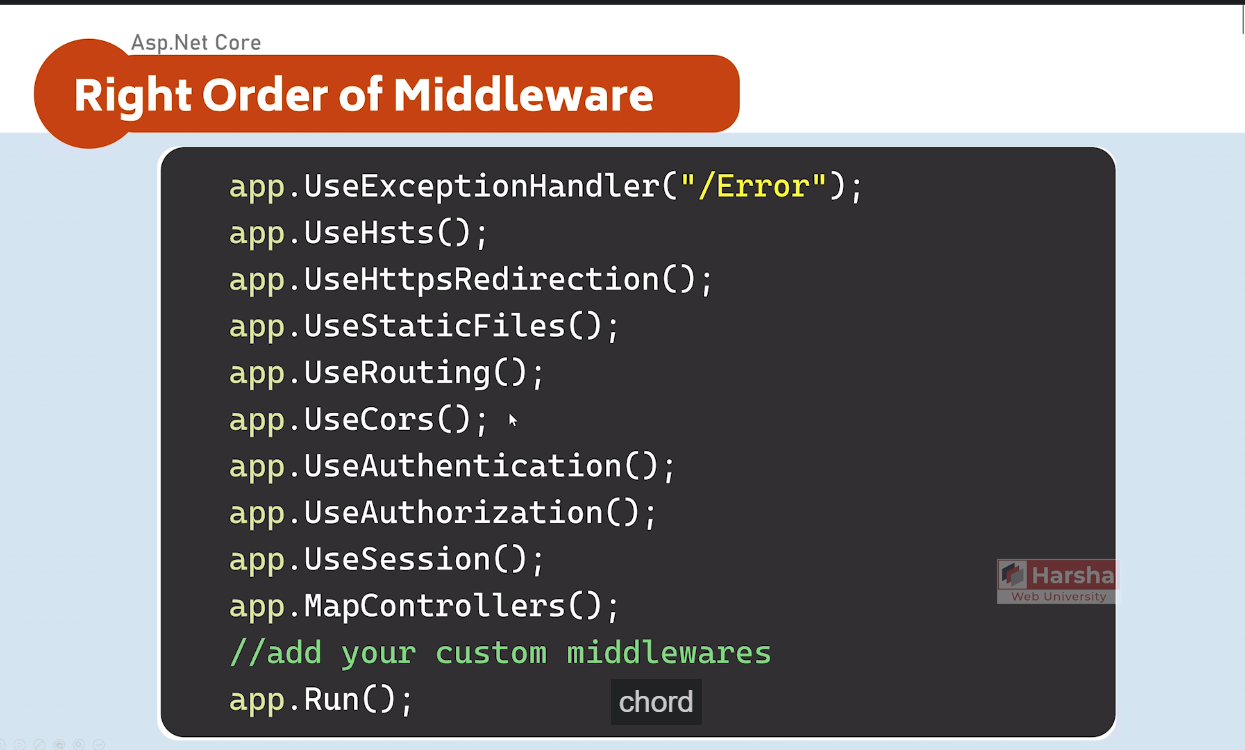 Asp.Net Core
Right Order of Middleware
app.UseExceptionHandler("/Error");
app.UseHsts();
app.UseHttpsRedirection();
app.UseStaticFiles();
app.UseRouting();
app.UseCors();
app.UseAuthentication();
app.UseAuthorization();
app.UseSession();
app.MapControllers();
//add your custom middlewares
app.Run();
Harsha
Web University
chord